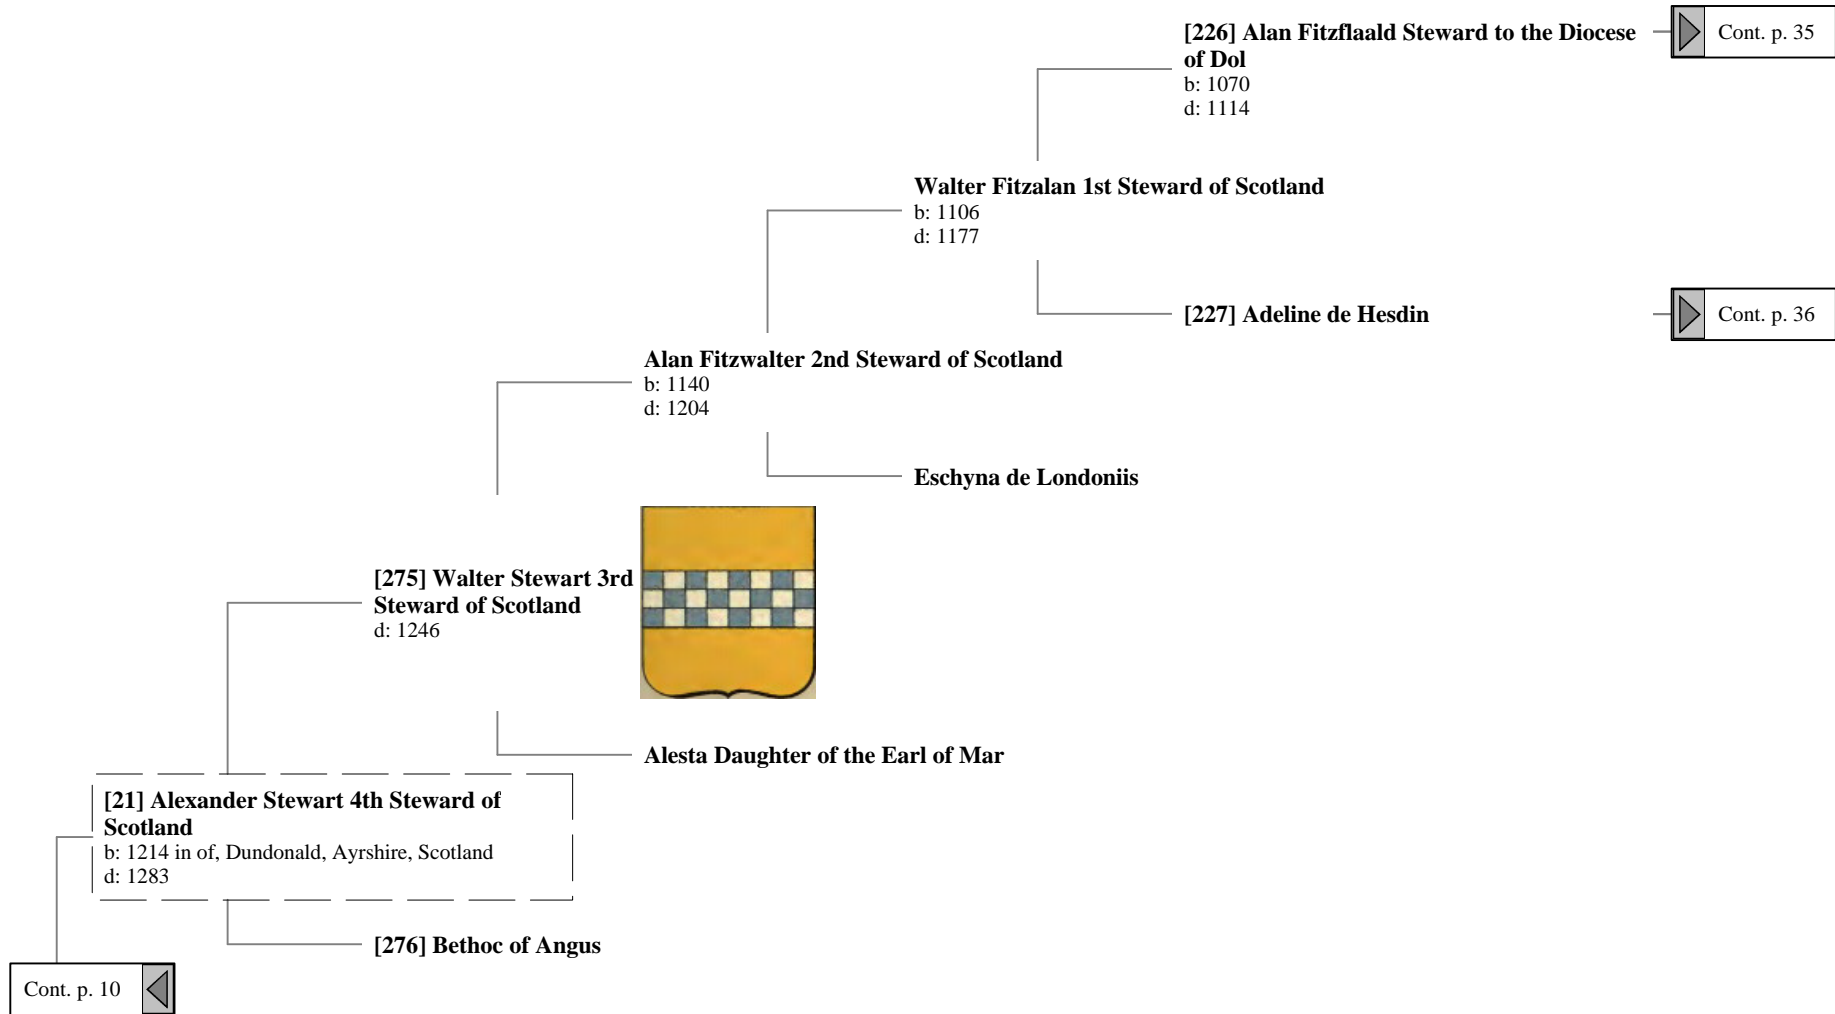 [226] Alan Fitzflaald Steward to the Diocese
of Dol
b: 1070
d: 1114
Cont. p. 35
Walter Fitzalan 1st Steward of Scotland
b: 1106
d: 1177
[227] Adeline de Hesdin
Cont. p. 36
Alan Fitzwalter 2nd Steward of Scotland
b: 1140
d: 1204
Eschyna de Londoniis
[275] Walter Stewart 3rd
Steward of Scotland
d: 1246
Alesta Daughter of the Earl of Mar
[21] Alexander Stewart 4th Steward of
Scotland
b: 1214 in of, Dundonald, Ayrshire, Scotland
d: 1283
[276] Bethoc of Angus
Cont. p. 10